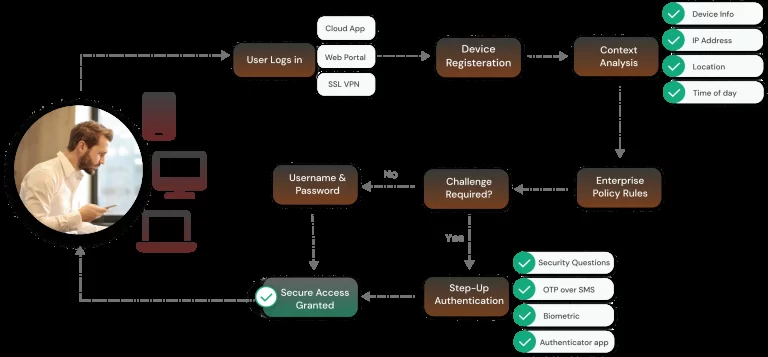 Cloud App
User Logs in
Web Portal
SSL VPN
Device
Registeration
Context
Analysis
Device Info
IP Address
Location
Time of day
Username &
Password
No
Challenge
Required?
Enterprise
Policy Rules
Yes
Secure Access
Granted
Step-Up
Authentication
Security Questions
OTP over SMS
Biometric
Authenticator app